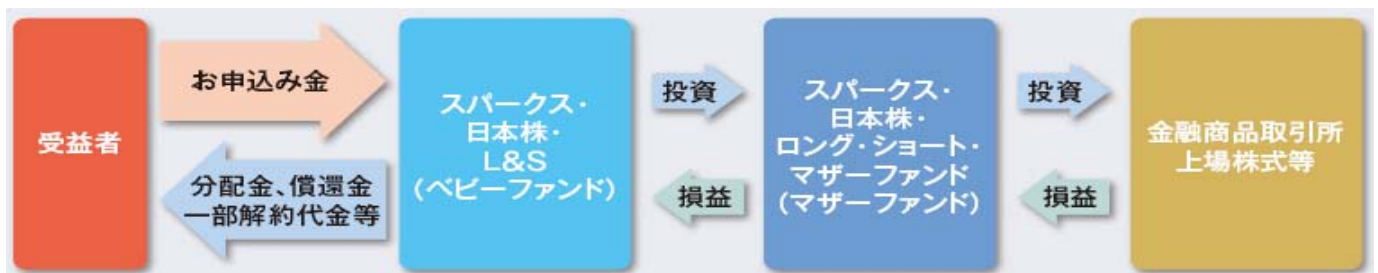 受益者
お申込み金
分配金、償還金
一部解約代金等
スパークス・
日本株・
L&S
(ベビーファンド)
投資
損益
スパークス・
日本株・
ロング・ショート・
マザーファンド
(マザーファンド)
投資
損益
金融商品取引所
上場株式等